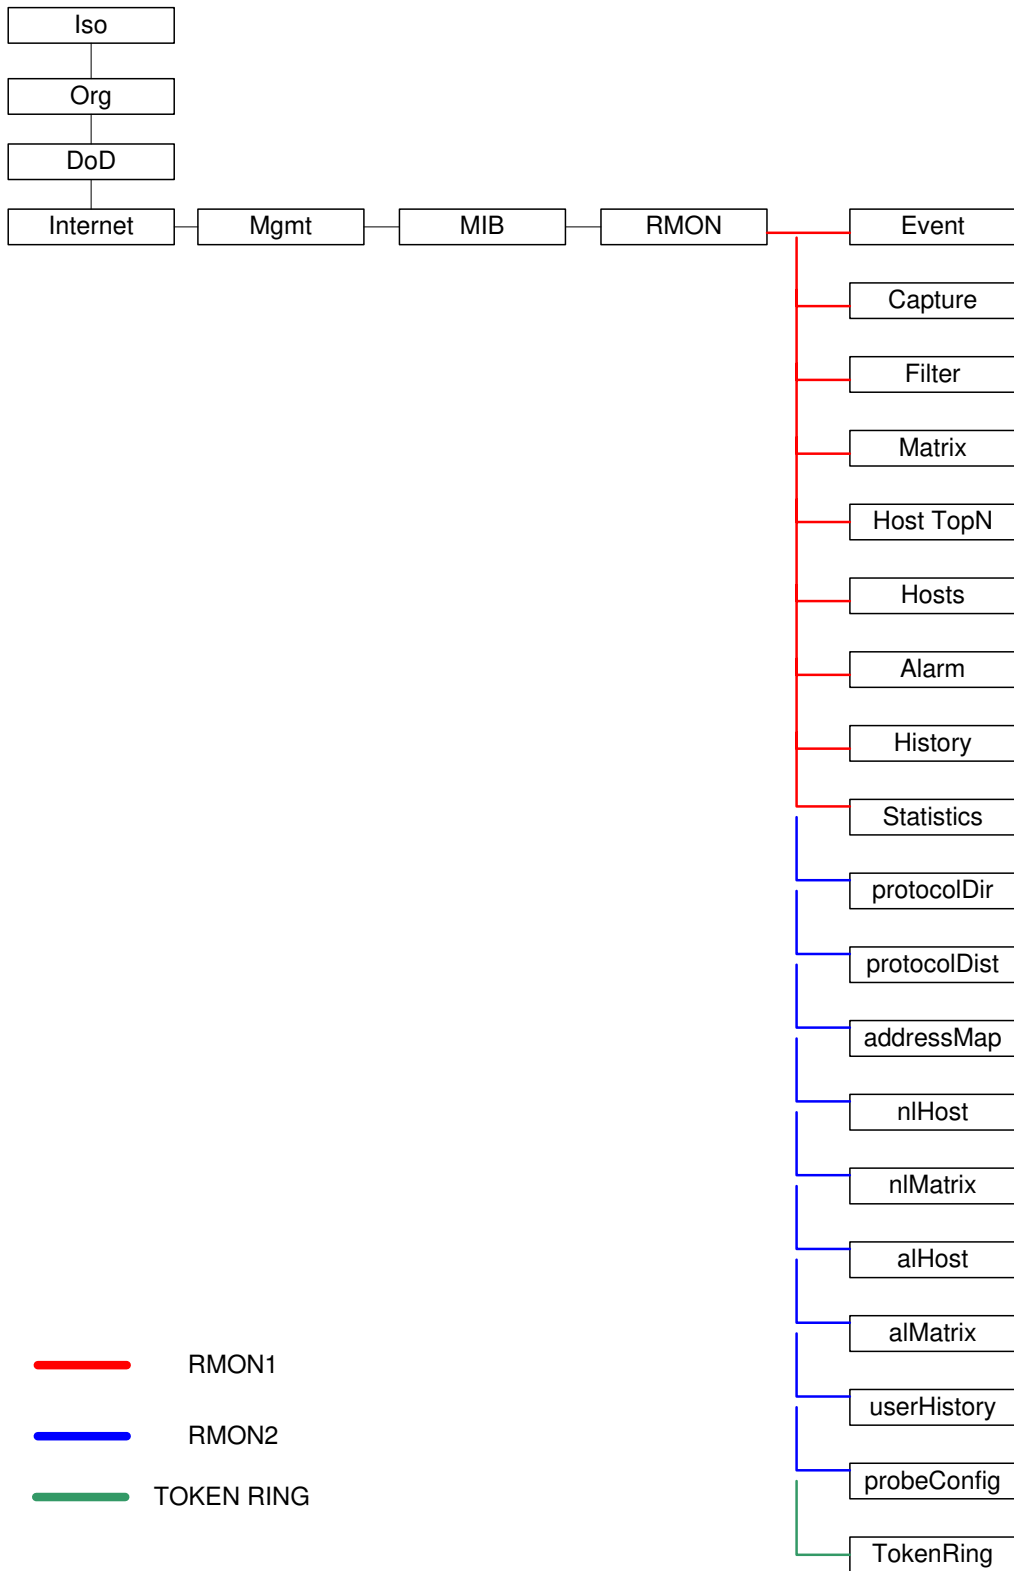 Iso
Org
DoD
Internet
Mgmt
MIB
RMON
Event
Capture
Filter
Matrix
Host TopN
Hosts
Alarm
History
Statistics
protocolDir
protocolDist
addressMap
nlHost
nlMatrix
alHost
alMatrix
userHistory
probeConfig
TokenRing
RMON1
RMON2
TOKEN RING